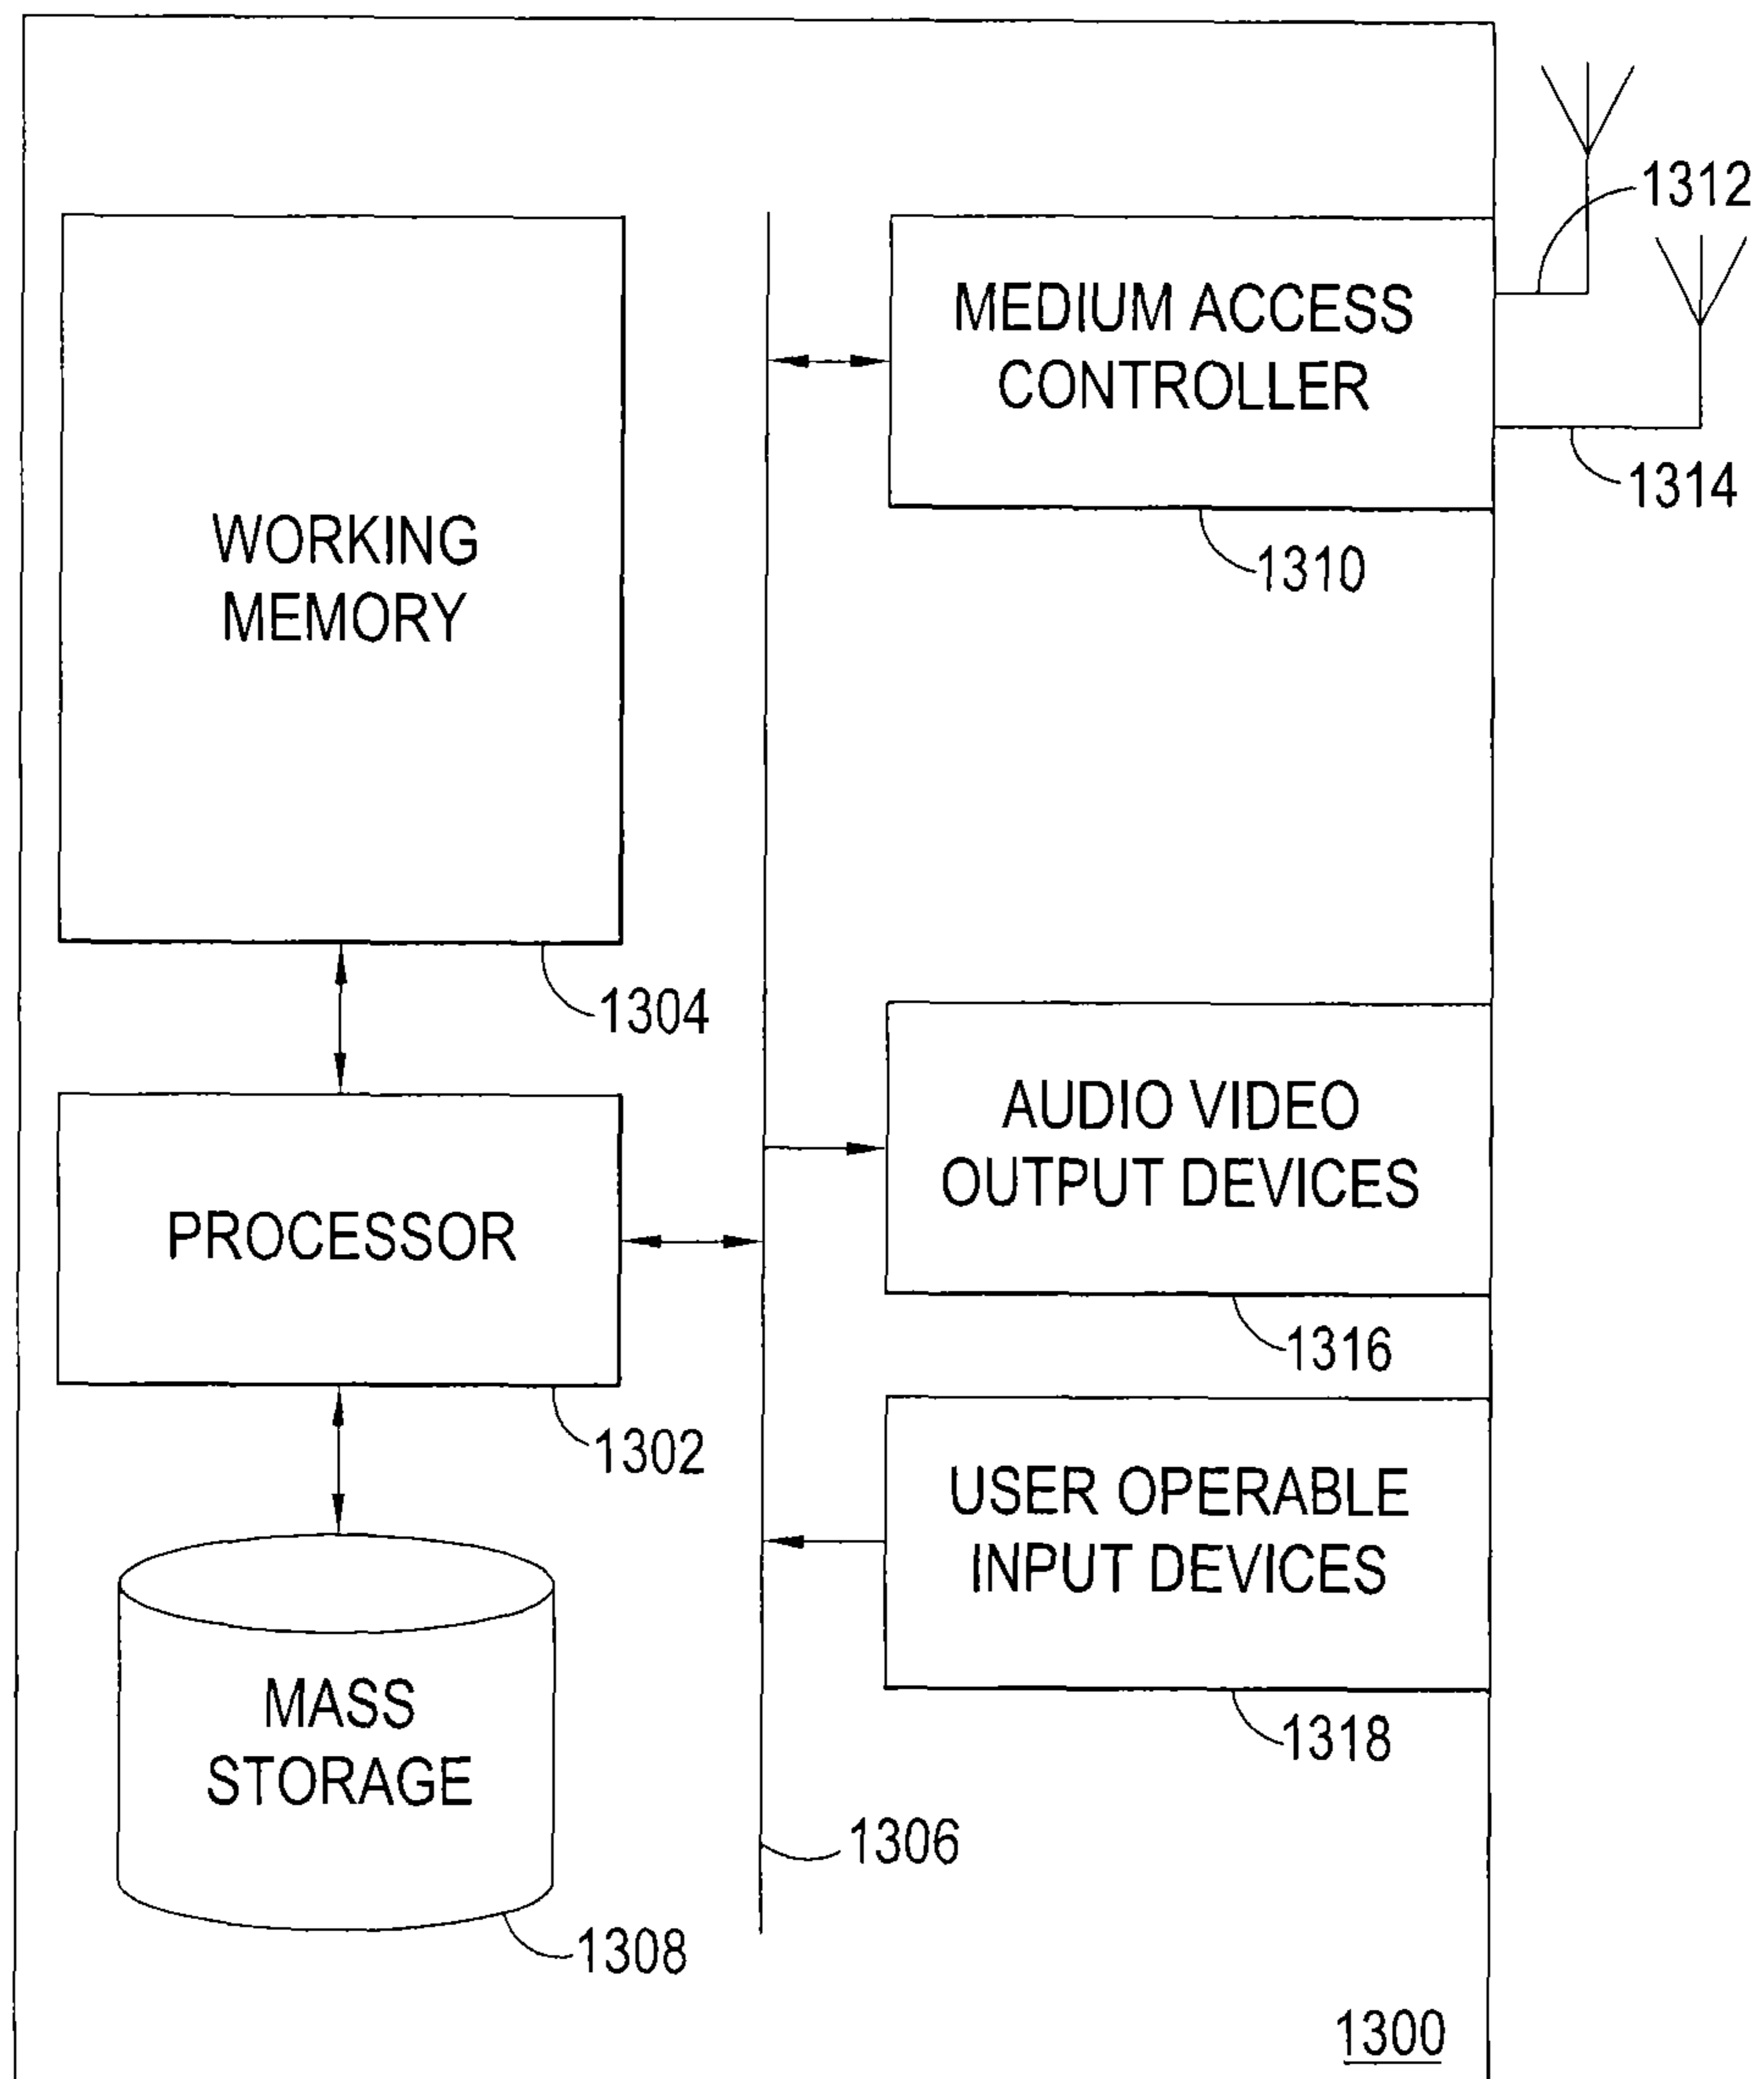 1312
MEDIUM ACCESS
CONTROLLER
1314
1310
WORKING
MEMORY
1304
AUDIO VIDEO
OUTPUT DEVICES
1316
PROCESSOR
1302
USER OPERABLE
INPUT DEVICES
1318
MASS
STORAGE
1306
1308
1300